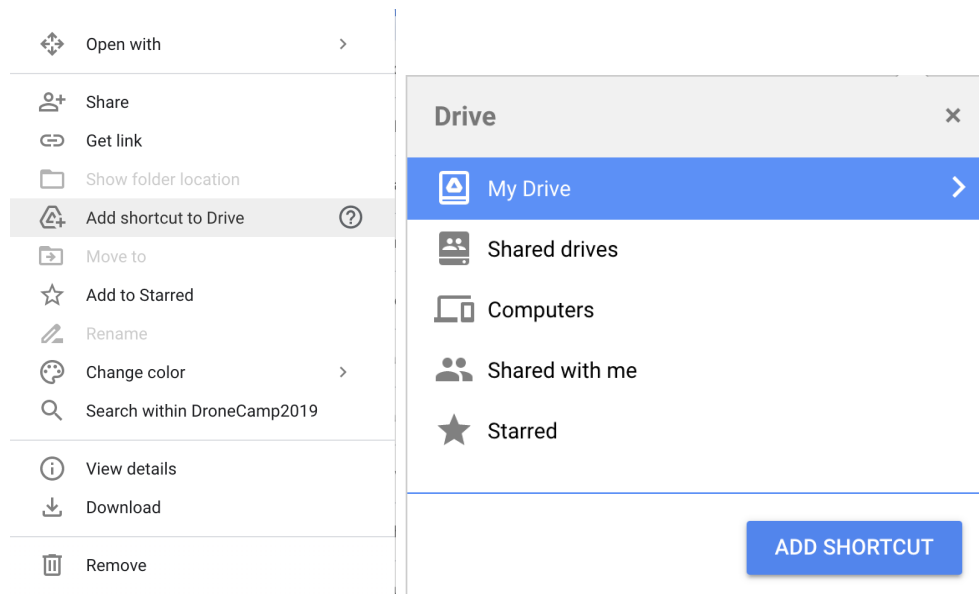 Open with
Share
Get link
Show folder location
Add shortcut to Drive
Move to
Add to Starred
Rename
Change color
Search within DroneCamp2019
View details
Download
Remove
Drive
My Drive
Shared drives
Computers
Shared with me
Starred
ADD SHORTCUT